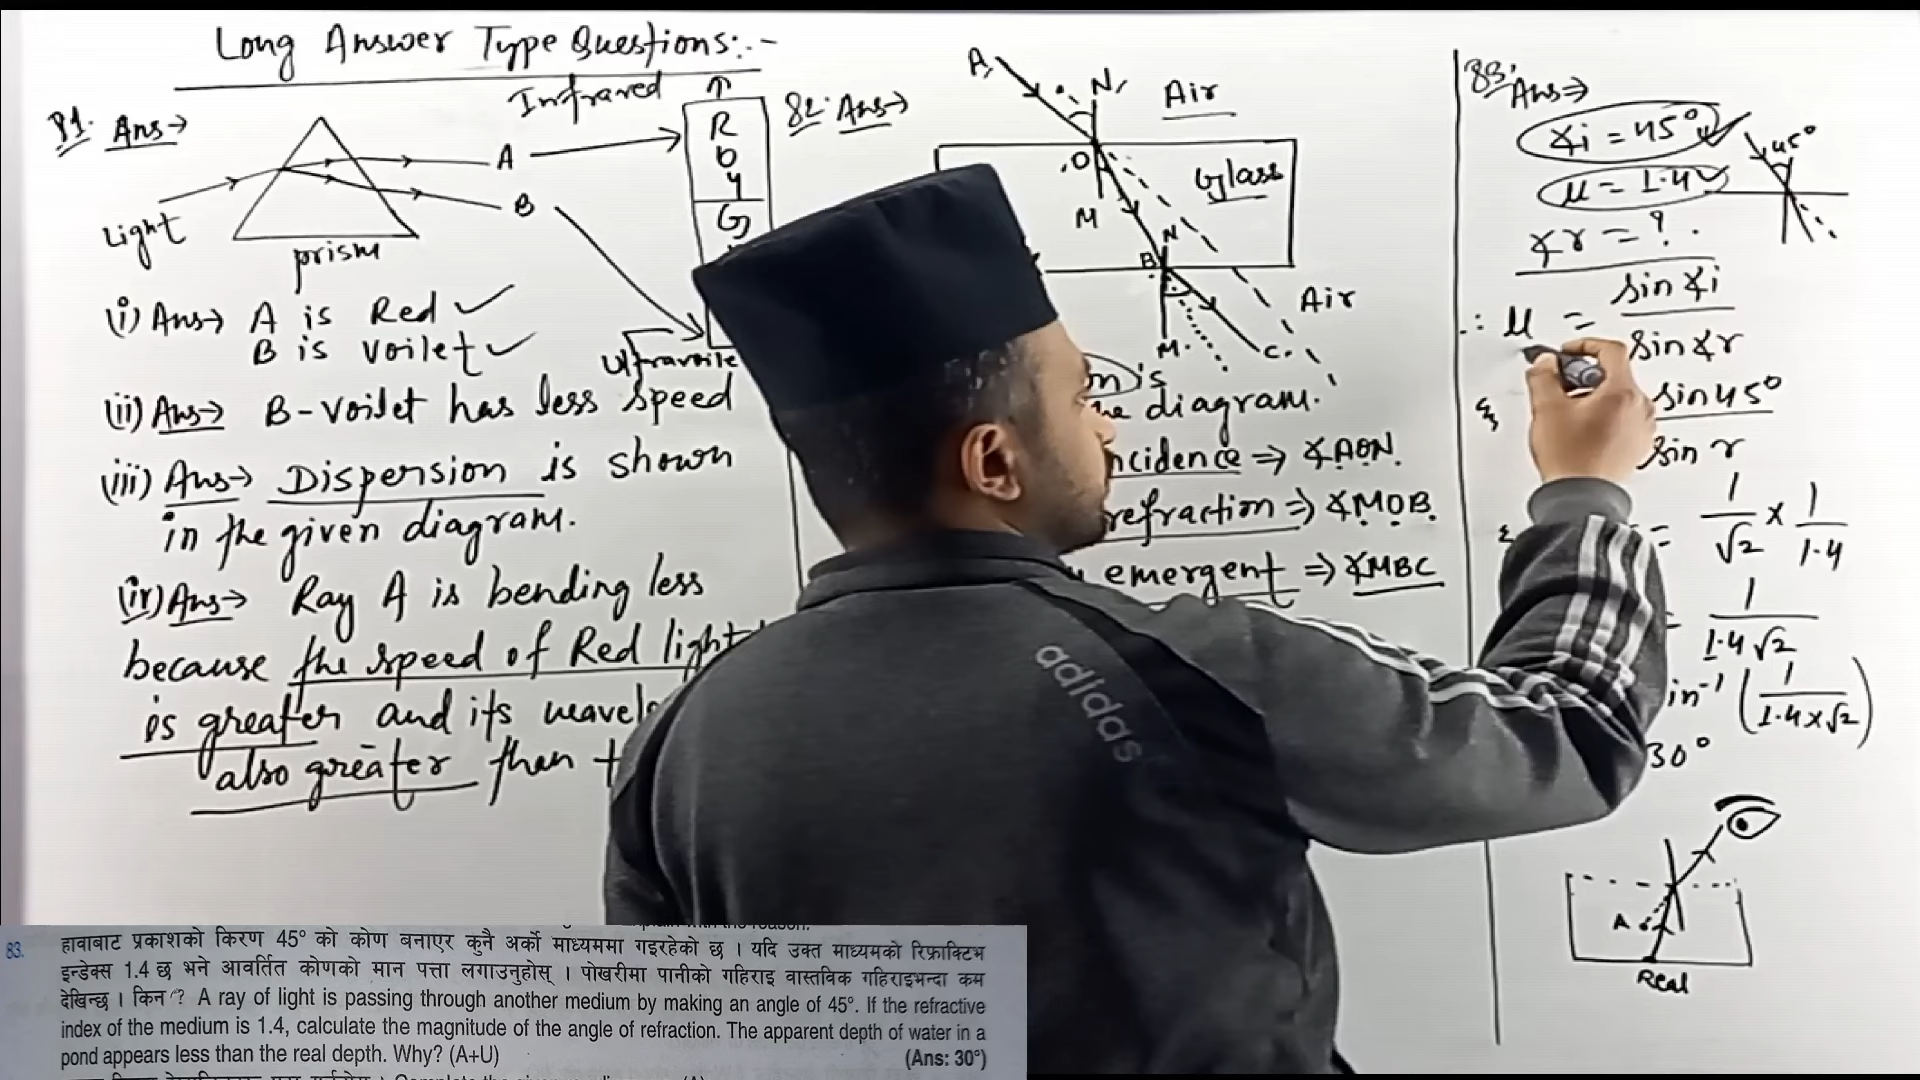 Long Answer Type Questions:-
81. Ans→
Infrared
↑
R
O
Y
G
A
B
Light
prism
(i) Ans→ A is Red ✓
B is voilet ✓
(ii) Ans→ B-Voilet has less speed
(iii) Ans→ Dispersion is shown
in the given diagram.
(iv) Ans→ Ray A is bending less
because the speed of Red light
is greater and its
also greater than
82. Ans→
A
N
Air
O
Glass
M
N
B
Air
M
C
is
diagram.
⇒ ∡AON.
refraction ⇒ ∡MOB.
emergent ⇒ ∡MBC
83. Ans→
∡i = 45° ✓
45°
μ = 1.4 ✓
∡r = ?
∴ μ = sin∡i
sin∡r
sin45°
sin r
= 1/√2 × 1/1.4
= 1/1.4√2
(1/1.4×√2)
30°
A
Real
adidas
83. हावाबाट प्रकाशको किरण 45° को कोण बनाएर कुनै अर्को माध्यममा गइरहेको छ । यदि उक्त माध्यमको रिफ्राक्टिभ
इन्डेक्स 1.4 छ भने आवर्तित कोणको मान पत्ता लगाउनुहोस् । पोखरीमा पानीको गहिराइ वास्तविक गहिराइभन्दा कम
देखिन्छ । किन ? A ray of light is passing through another medium by making an angle of 45°. If the refractive
index of the medium is 1.4, calculate the magnitude of the angle of refraction. The apparent depth of water in a
pond appears less than the real depth. Why? (A+U) (Ans: 30°)